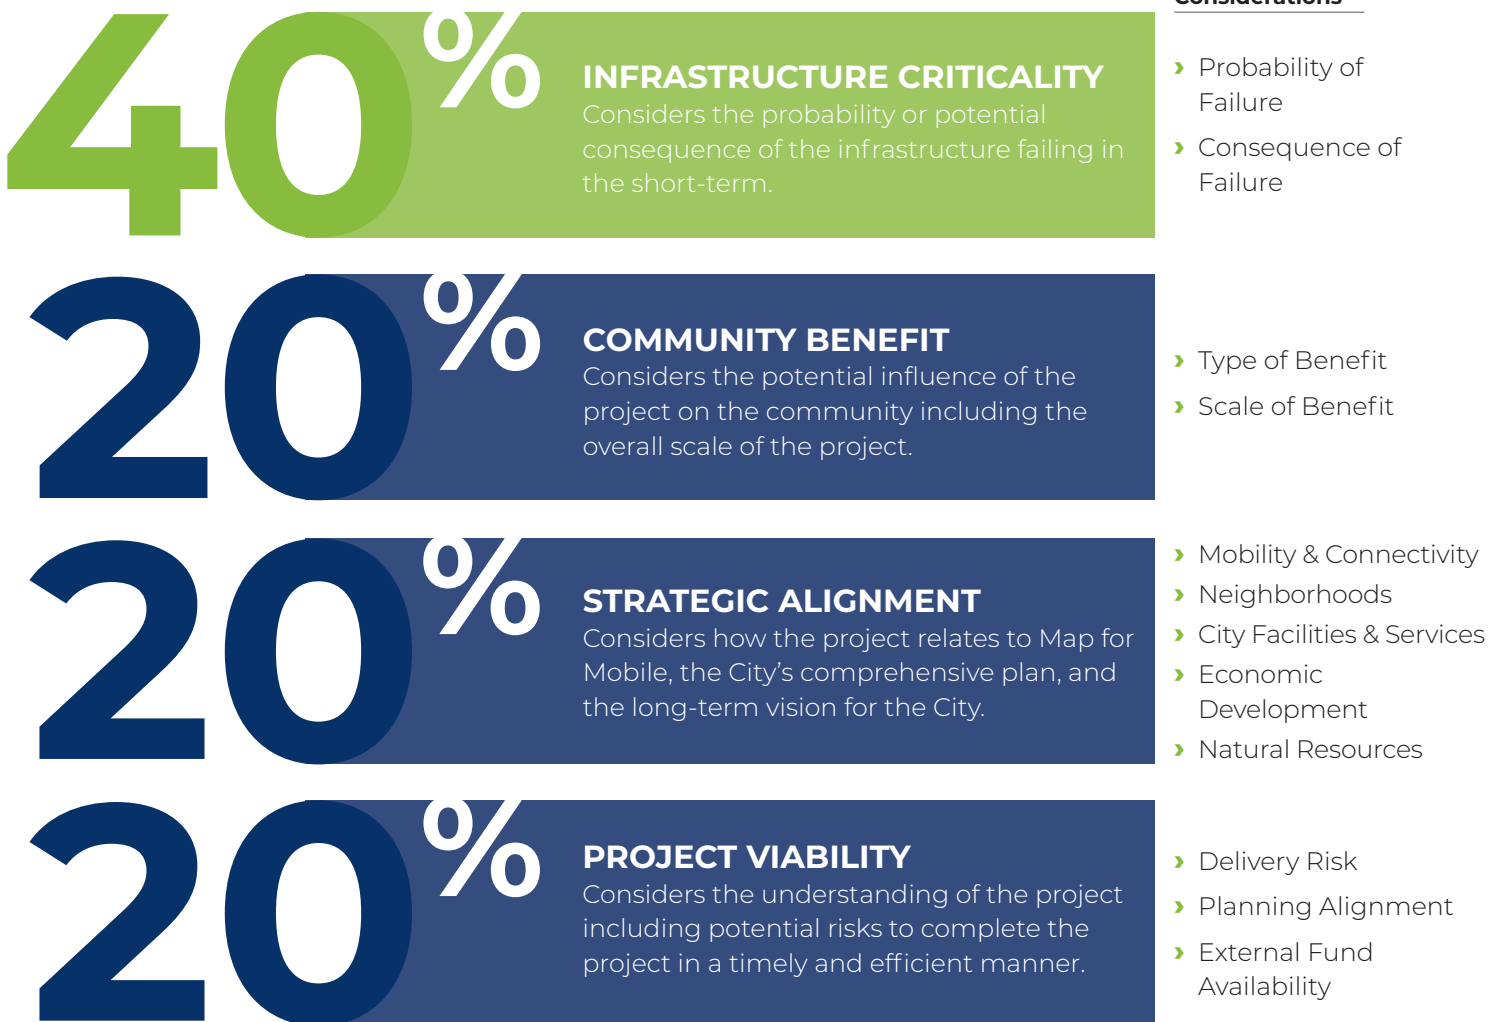 Considerations
40%
INFRASTRUCTURE CRITICALITY
Considers the probability or potential
consequence of the infrastructure failing in
the short-term.
› Probability of
Failure
› Consequence of
Failure
20%
COMMUNITY BENEFIT
Considers the potential influence of the
project on the community including the
overall scale of the project.
› Type of Benefit
› Scale of Benefit
20%
STRATEGIC ALIGNMENT
Considers how the project relates to Map for
Mobile, the City’s comprehensive plan, and
the long-term vision for the City.
› Mobility & Connectivity
› Neighborhoods
› City Facilities & Services
› Economic
Development
› Natural Resources
20%
PROJECT VIABILITY
Considers the understanding of the project
including potential risks to complete the
project in a timely and efficient manner.
› Delivery Risk
› Planning Alignment
› External Fund
Availability